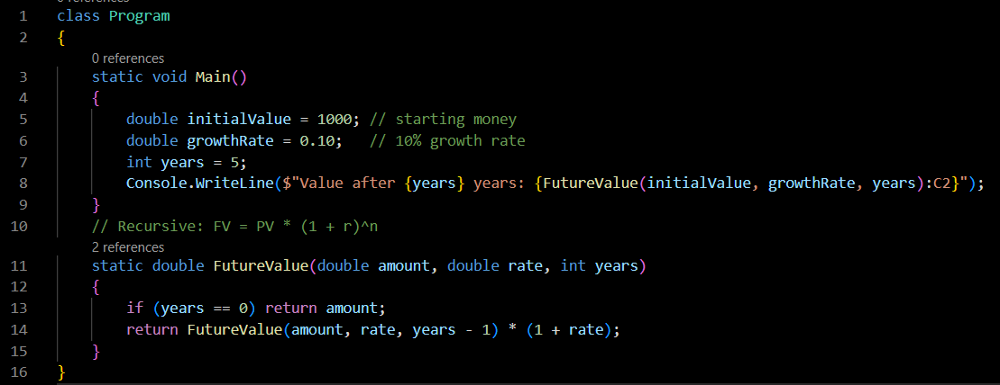 0 references
1 class Program
2 {
0 references
3 static void Main()
4 {
5 double initialValue = 1000; // starting money
6 double growthRate = 0.10;   // 10% growth rate
7 int years = 5;
8 Console.WriteLine($"Value after {years} years: {FutureValue(initialValue, growthRate, years):C2}");
9 }
10 // Recursive: FV = PV * (1 + r)^n
2 references
11 static double FutureValue(double amount, double rate, int years)
12 {
13 if (years == 0) return amount;
14 return FutureValue(amount, rate, years - 1) * (1 + rate);
15 }
16 }